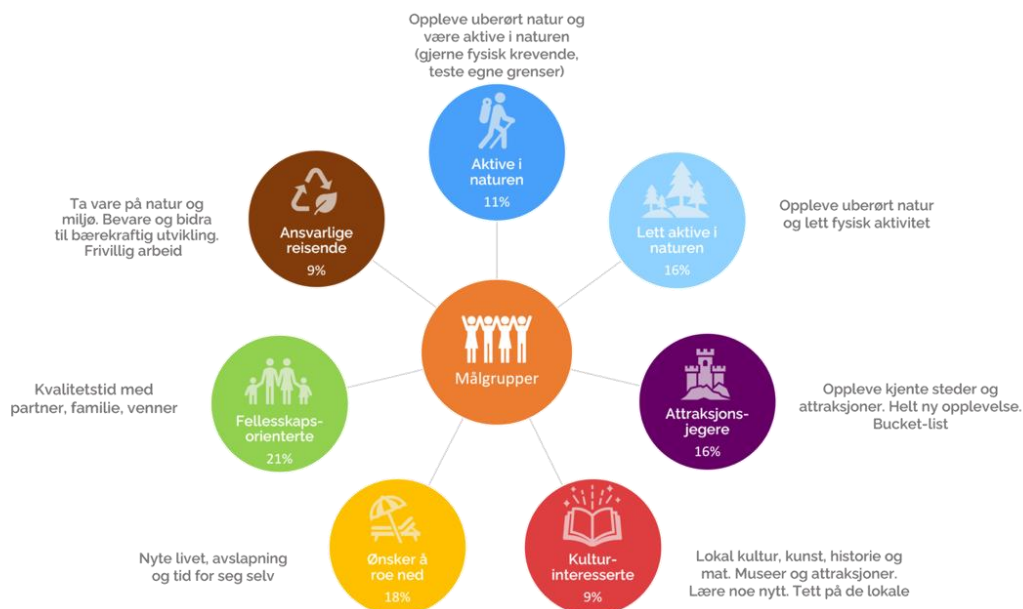 Oppleve uberørt natur og
være aktive i naturen
(gjerne fysisk krevende,
teste egne grenser)
Aktive i
naturen
11%
Lett aktive i
naturen
16%
Oppleve uberørt natur
og lett fysisk aktivitet
Attraksjons-
jegere
16%
Oppleve kjente steder og
attraksjoner. Helt ny opplevelse.
Bucket-list
Kultur-
interesserte
9%
Lokal kultur, kunst, historie og
mat. Museer og attraksjoner.
Lære noe nytt. Tett på de lokale
Ønsker å
roe ned
18%
Nyte livet, avslapning
og tid for seg selv
Fellesskaps-
orienterte
21%
Kvalitetstid med
partner, familie, venner
Ansvarlige
reisende
9%
Ta vare på natur og
miljø. Bevare og bidra
til bærekraftig utvikling.
Frivillig arbeid
Målgrupper